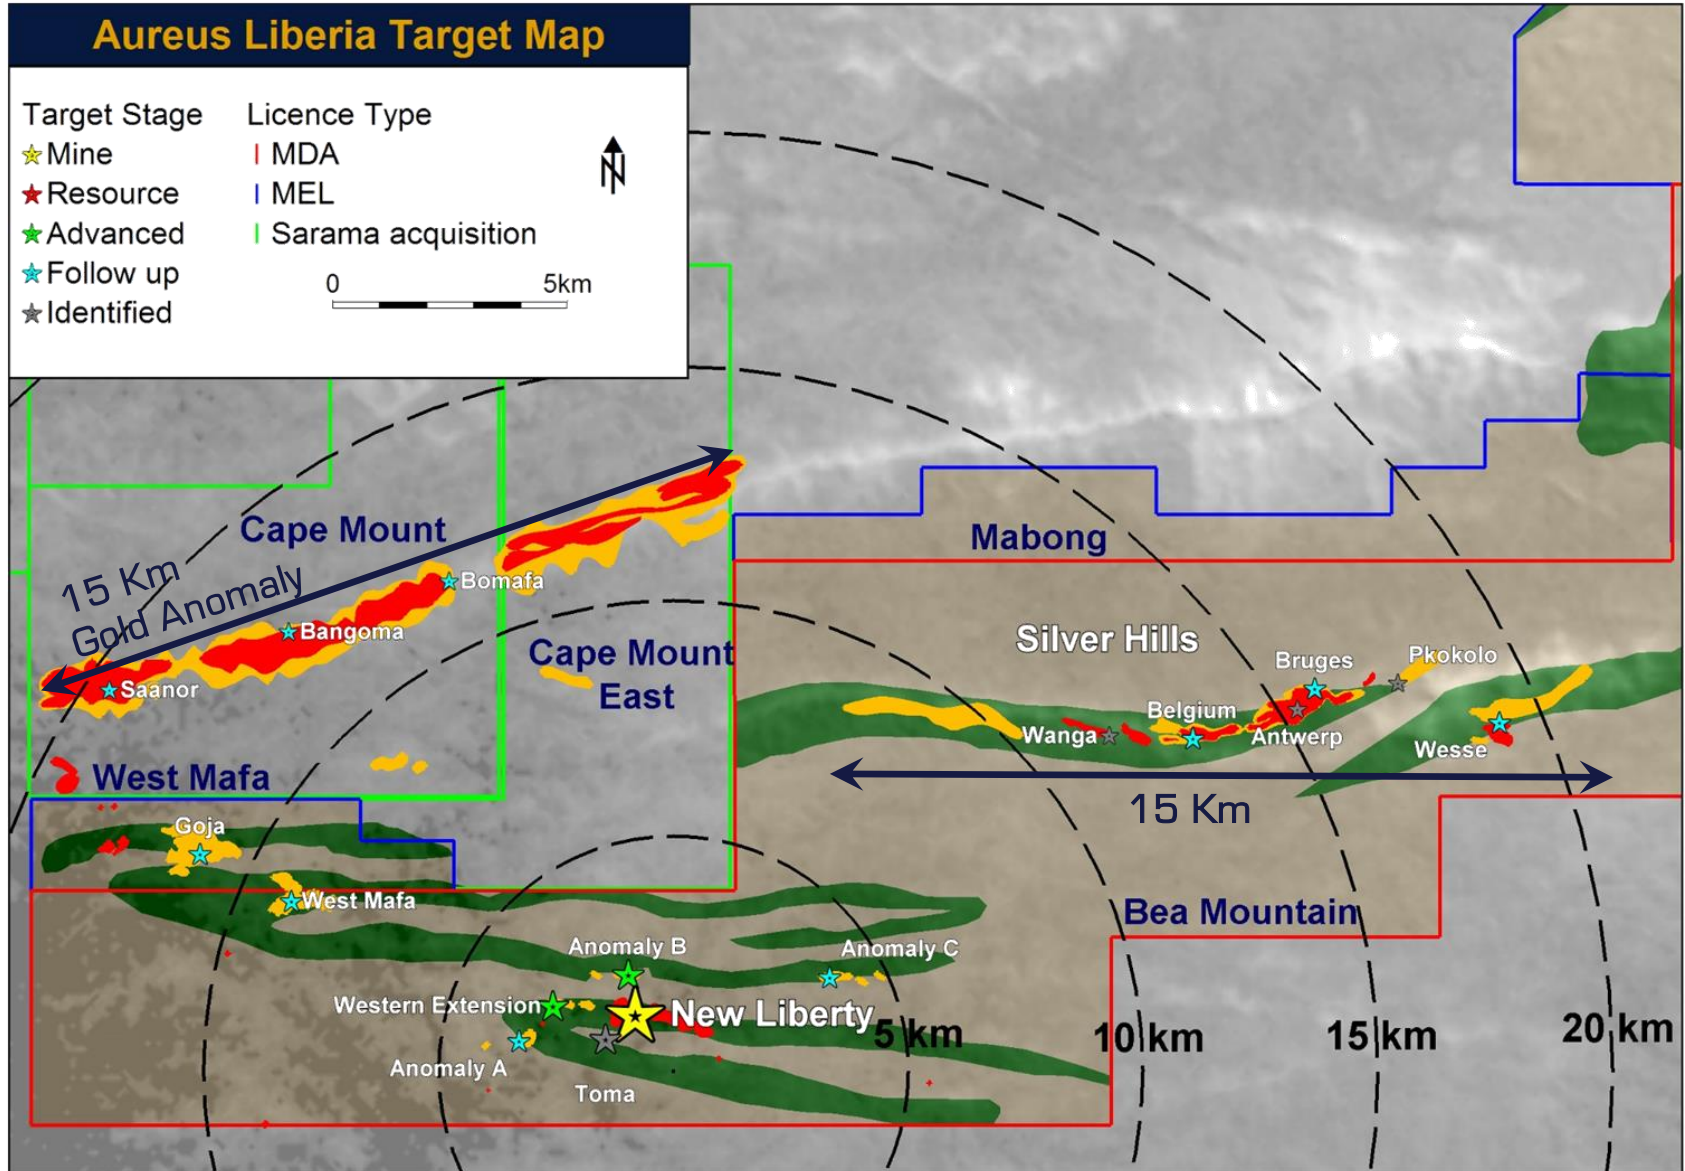 Aureus Liberia Target Map
Target Stage
Mine
Resource
Advanced
Follow up
Identified
Licence Type
MDA
MEL
Sarama acquisition
N
0 5km
Cape Mount
15 Km
Gold Anomaly
Bomafa
Bangoma
Saanor
Cape Mount
East
Mabong
Silver Hills
Bruges
Pkokolo
Belgium
Wanga
Antwerp
Wesse
15 Km
West Mafa
Goja
West Mafa
Bea Mountain
Anomaly B
Anomaly C
Western Extension
New Liberty
5 km
10 km
15 km
20 km
Anomaly A
Toma